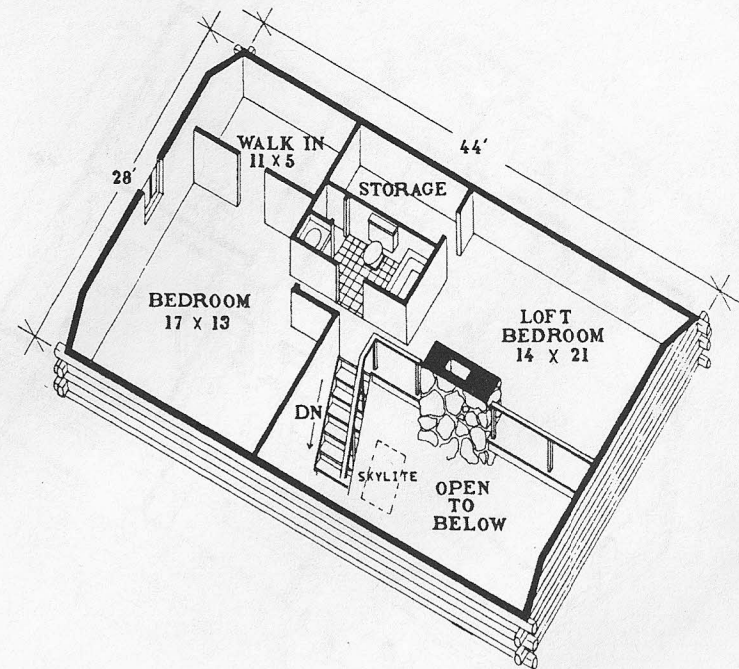 44'
28'
WALK IN
11 X 5
STORAGE
BEDROOM
17 X 13
LOFT
BEDROOM
14 X 21
DN
SKYLITE
OPEN
TO
BELOW